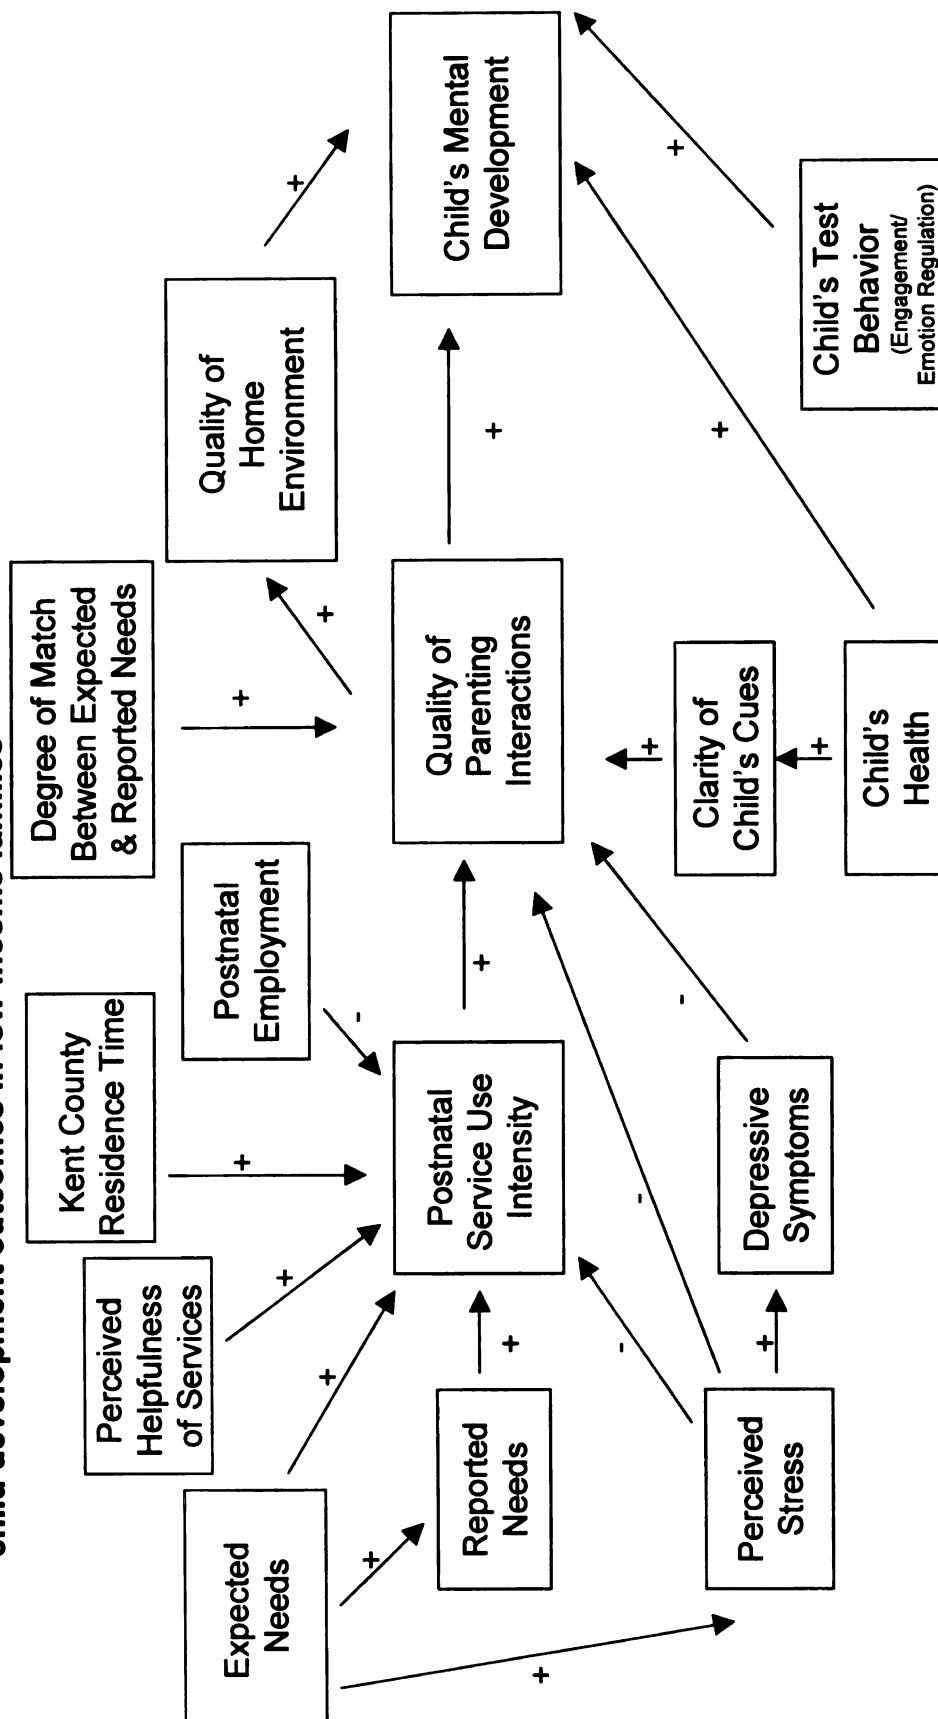 child development outcomes in low-income families
Expected
Needs
Perceived
Helpfulness
of Services
Kent County
Residence Time
Postnatal
Employment
Degree of Match
Between Expected
& Reported Needs
Quality of
Home
Environment
Reported
Needs
Postnatal
Service Use
Intensity
Quality of
Parenting
Interactions
Child's Mental
Development
Perceived
Stress
Depressive
Symptoms
Clarity of
Child's Cues
Child's
Health
Child's Test
Behavior
(Engagement/
Emotion Regulation)
+
+
+
+
+
+
-
+
+
+
+
+
-
-
+
-
+
+
+
+